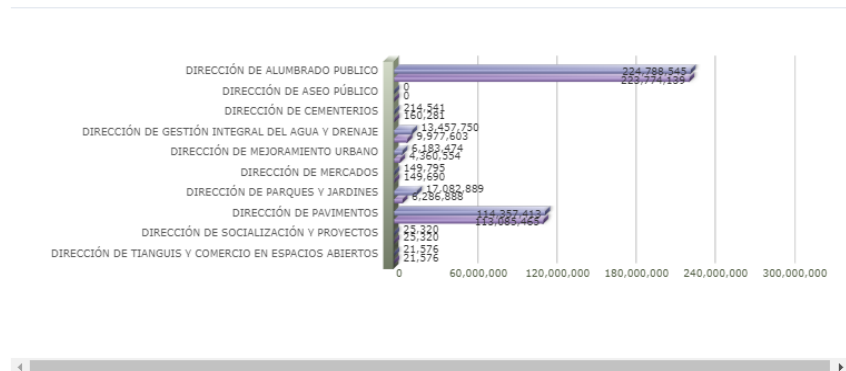 DIRECCIÓN DE ALUMBRADO PUBLICO
224,788,545
223,774,139
DIRECCIÓN DE ASEO PÚBLICO
0
0
DIRECCIÓN DE CEMENTERIOS
214,541
160,281
DIRECCIÓN DE GESTIÓN INTEGRAL DEL AGUA Y DRENAJE
13,457,750
9,977,603
DIRECCIÓN DE MEJORAMIENTO URBANO
6,183,474
4,360,554
DIRECCIÓN DE MERCADOS
149,795
149,690
DIRECCIÓN DE PARQUES Y JARDINES
17,082,889
6,286,888
DIRECCIÓN DE PAVIMENTOS
114,357,413
113,085,465
DIRECCIÓN DE SOCIALIZACIÓN Y PROYECTOS
25,320
25,320
DIRECCIÓN DE TIANGUIS Y COMERCIO EN ESPACIOS ABIERTOS
21,576
21,576
0 60,000,000 120,000,000 180,000,000 240,000,000 300,000,000